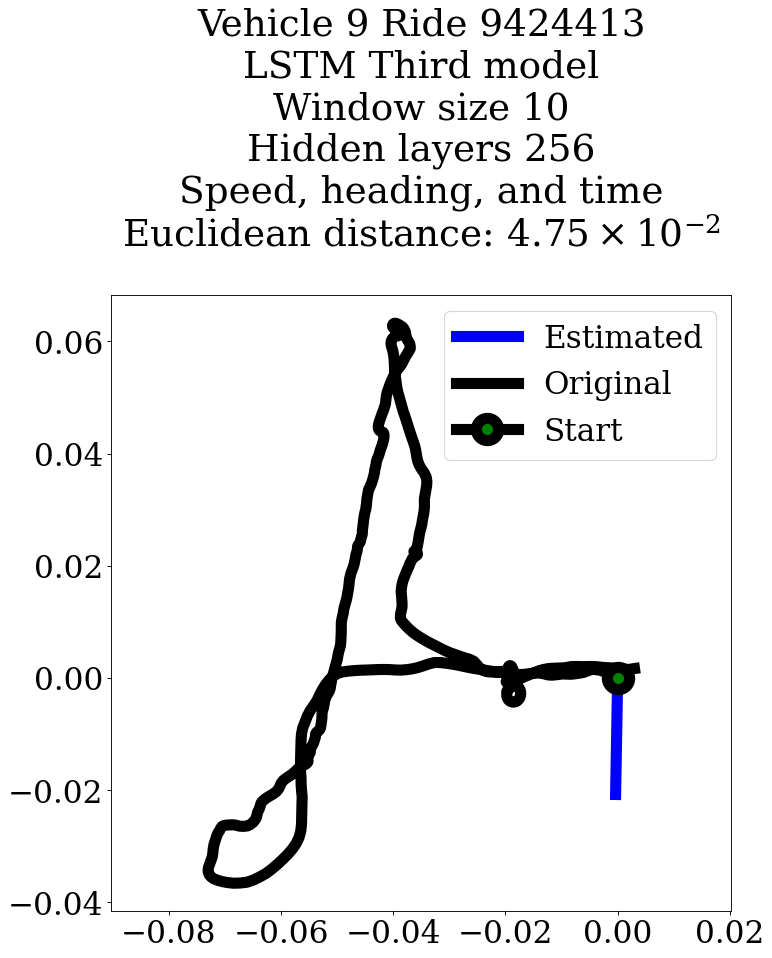 Vehicle 9 Ride 9424413
LSTM Third model
Window size 10
Hidden layers 256
Speed, heading, and time
Euclidean distance: 4.75 × 10⁻²
Estimated
Original
Start
0.06
0.04
0.02
0.00
−0.02
−0.04
−0.08 −0.06 −0.04 −0.02 0.00 0.02